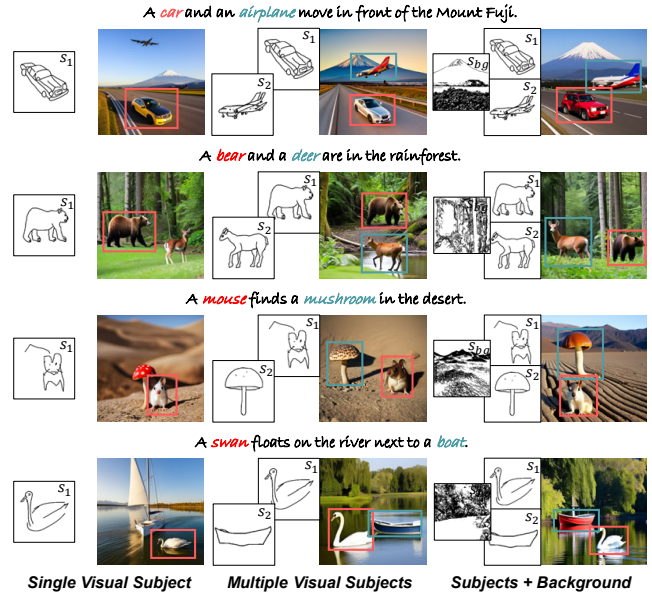 A car and an airplane move in front of the Mount Fuji.
S1
S1
S2
Sbg
S1
S2
A bear and a deer are in the rainforest.
S1
S1
S2
Sbg
S1
S2
A mouse finds a mushroom in the desert.
S1
S1
S2
Sbg
S1
S2
A swan floats on the river next to a boat.
S1
S1
S2
S1
S2
Single Visual Subject
Multiple Visual Subjects
Subjects + Background